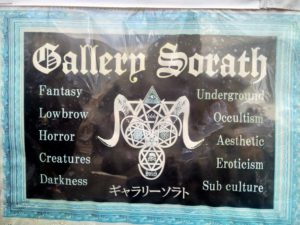 Gallery Sorath
Fantasy
Lowbrow
Horror
Creatures
Darkness
Underground
Occultism
Aesthetic
Eroticism
Sub culture
ギャラリーソラト